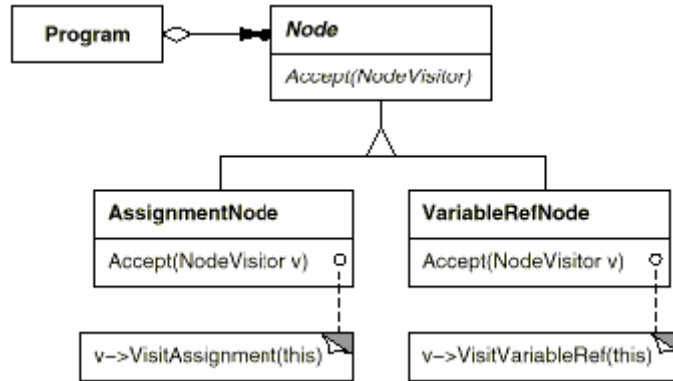 Program
Node
Accept(NodeVisitor)
AssignmentNode
Accept(NodeVisitor v)
v->VisitAssignment(this)
VariableRefNode
Accept(NodeVisitor v)
v->VisitVariableRef(this)